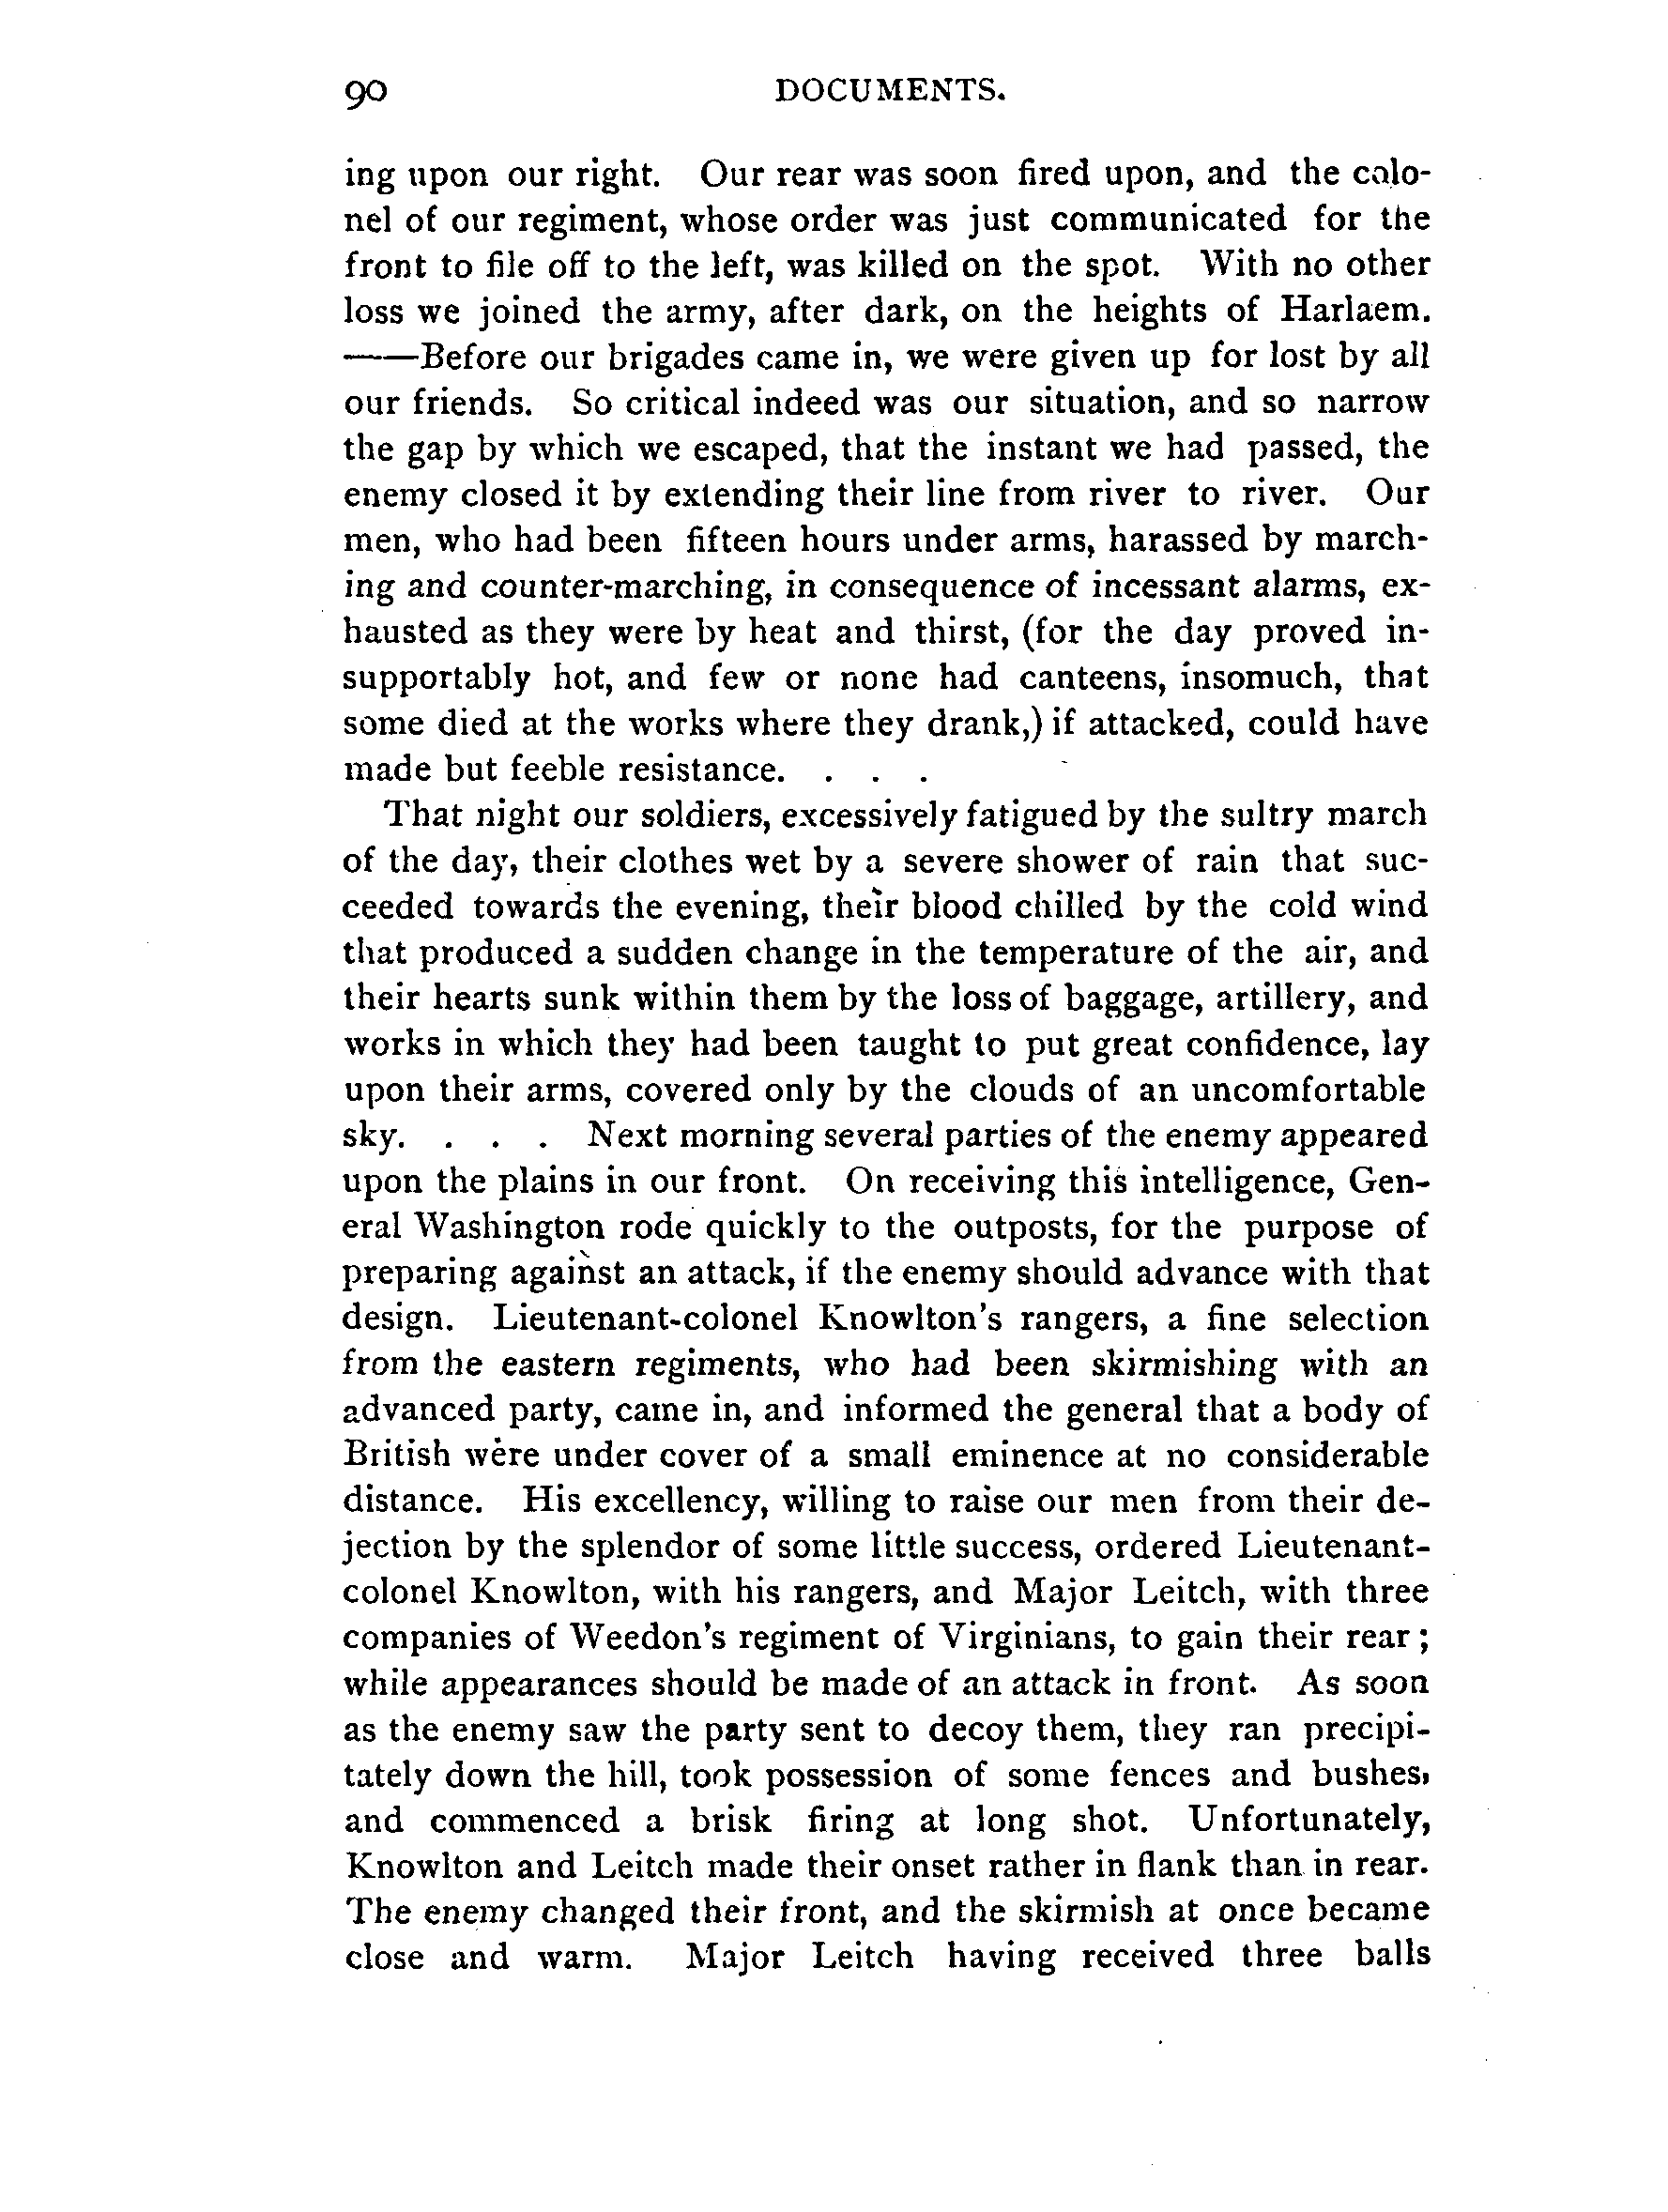 90 DOCUMENTS.
ing upon our right. Our rear was soon fired upon, and the colo-
nel of our regiment, whose order was just communicated for the
front to file off to the left, was killed on the spot. With no other
loss we joined the army, after dark, on the heights of Harlaem.
——Before our brigades came in, we were given up for lost by all
our friends. So critical indeed was our situation, and so narrow
the gap by which we escaped, that the instant we had passed, the
enemy closed it by extending their line from river to river. Our
men, who had been fifteen hours under arms, harassed by march-
ing and counter-marching, in consequence of incessant alarms, ex-
hausted as they were by heat and thirst, (for the day proved in-
supportably hot, and few or none had canteens, insomuch, that
some died at the works where they drank,) if attacked, could have
made but feeble resistance. . . .
That night our soldiers, excessively fatigued by the sultry march
of the day, their clothes wet by a severe shower of rain that suc-
ceeded towards the evening, their blood chilled by the cold wind
that produced a sudden change in the temperature of the air, and
their hearts sunk within them by the loss of baggage, artillery, and
works in which they had been taught to put great confidence, lay
upon their arms, covered only by the clouds of an uncomfortable
sky. . . . Next morning several parties of the enemy appeared
upon the plains in our front. On receiving this intelligence, Gen-
eral Washington rode quickly to the outposts, for the purpose of
preparing against an attack, if the enemy should advance with that
design. Lieutenant-colonel Knowlton's rangers, a fine selection
from the eastern regiments, who had been skirmishing with an
advanced party, came in, and informed the general that a body of
British were under cover of a small eminence at no considerable
distance. His excellency, willing to raise our men from their de-
jection by the splendor of some little success, ordered Lieutenant-
colonel Knowlton, with his rangers, and Major Leitch, with three
companies of Weedon's regiment of Virginians, to gain their rear;
while appearances should be made of an attack in front. As soon
as the enemy saw the party sent to decoy them, they ran precipi-
tately down the hill, took possession of some fences and bushes,
and commenced a brisk firing at long shot. Unfortunately,
Knowlton and Leitch made their onset rather in flank than in rear.
The enemy changed their front, and the skirmish at once became
close and warm. Major Leitch having received three balls